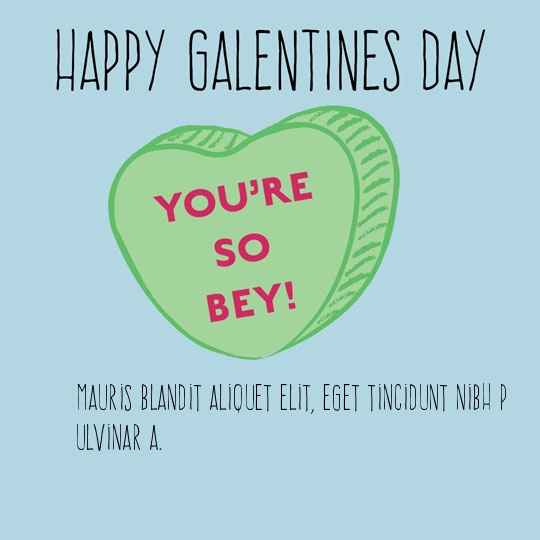 HAPPY GALENTINES DAY
YOU'RE
SO
BEY!
MAURIS BLANDIT ALIQUET ELIT, EGET TINCIDUNT NIBH P
ULVINAR A.